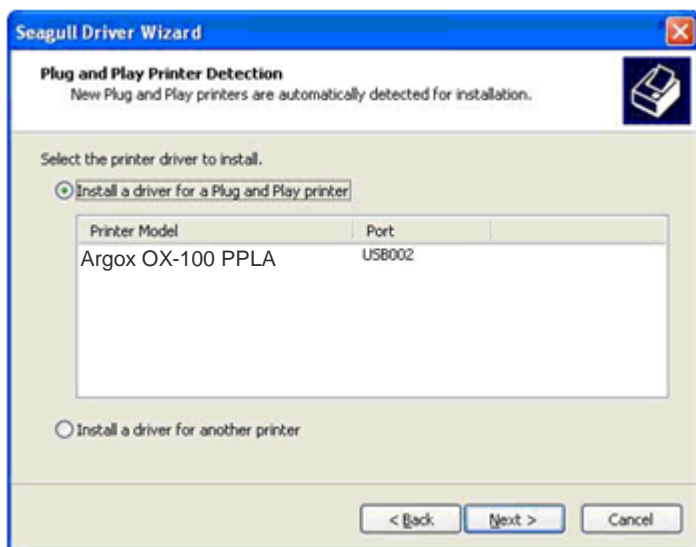 Seagull Driver Wizard
Plug and Play Printer Detection
New Plug and Play printers are automatically detected for installation.
Select the printer driver to install.
Install a driver for a Plug and Play printer
Printer Model Port
Argox OX-100 PPLA USB002
Install a driver for another printer
< Back Next > Cancel